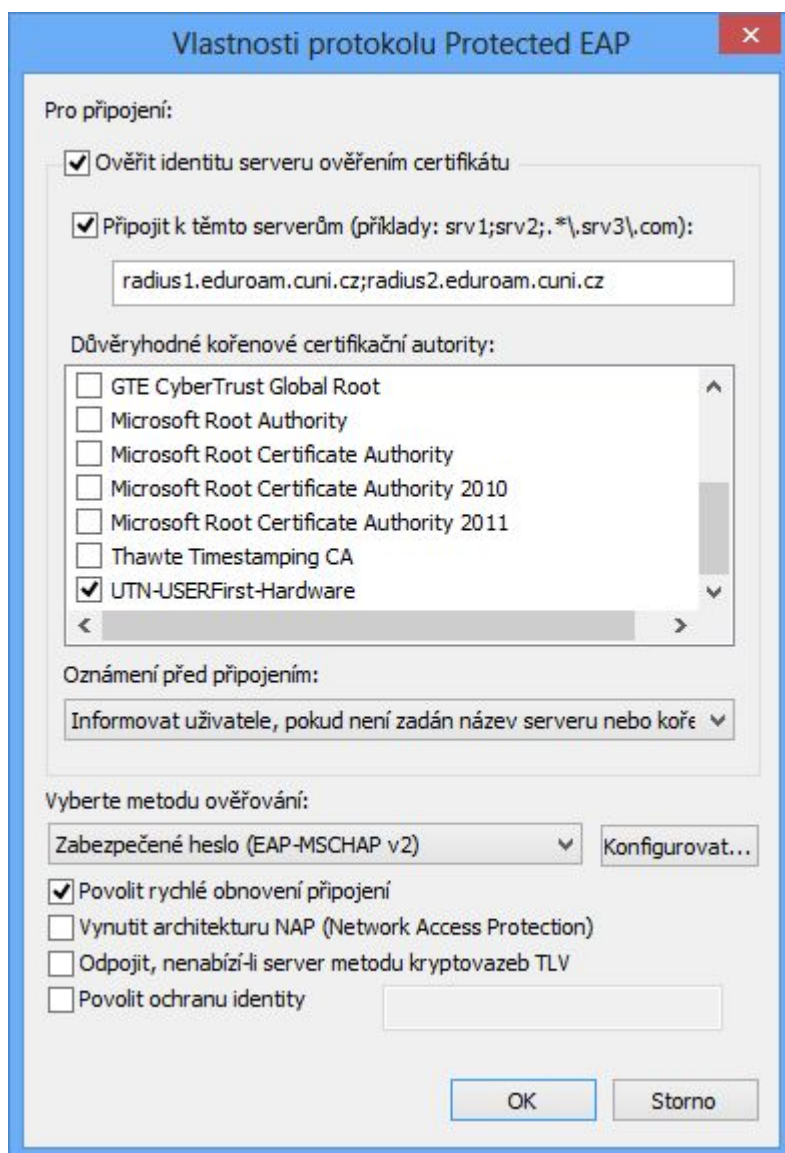 Vlastnosti protokolu Protected EAP
Pro připojení:
Ověřit identitu serveru ověřením certifikátu
Připojit k těmto serverům (příklady: srv1;srv2;.*\.srv3\.com):
radius1.eduroam.cuni.cz;radius2.eduroam.cuni.cz
Důvěryhodné kořenové certifikační autority:
GTE CyberTrust Global Root
Microsoft Root Authority
Microsoft Root Certificate Authority
Microsoft Root Certificate Authority 2010
Microsoft Root Certificate Authority 2011
Thawte Timestamping CA
UTN-USERFirst-Hardware
Oznámení před připojením:
Informovat uživatele, pokud není zadán název serveru nebo koře
Vyberte metodu ověřování:
Zabezpečené heslo (EAP-MSCHAP v2)
Konfigurovat...
Povolit rychlé obnovení připojení
Vynutit architekturu NAP (Network Access Protection)
Odpojit, nenabízí-li server metodu kryptovazeb TLV
Povolit ochranu identity
OK
Storno